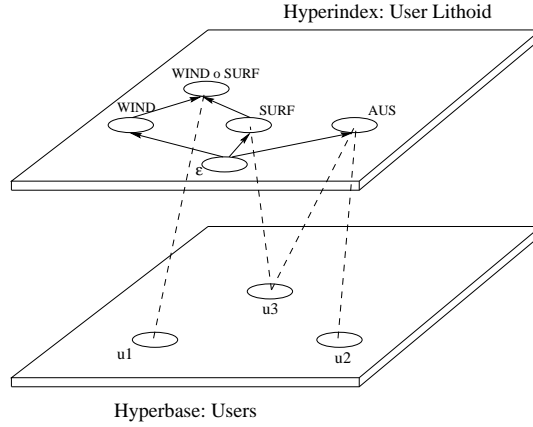 Hyperindex: User Lithoid
WIND o SURF
WIND
SURF
AUS
ε
u3
u1
u2
Hyperbase: Users